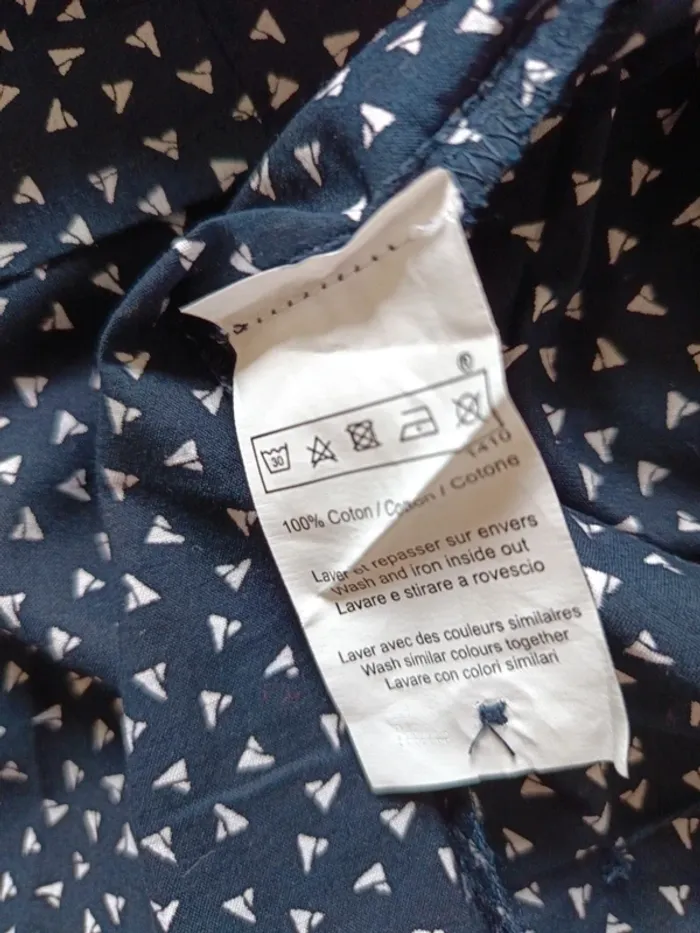 ®
30
1410
100% Coton / Cotton / Cotone
Laver et repasser sur envers
Wash and iron inside out
Lavare e stirare a rovescio
Laver avec des couleurs similaires
Wash similar colours together
Lavare con colori similari